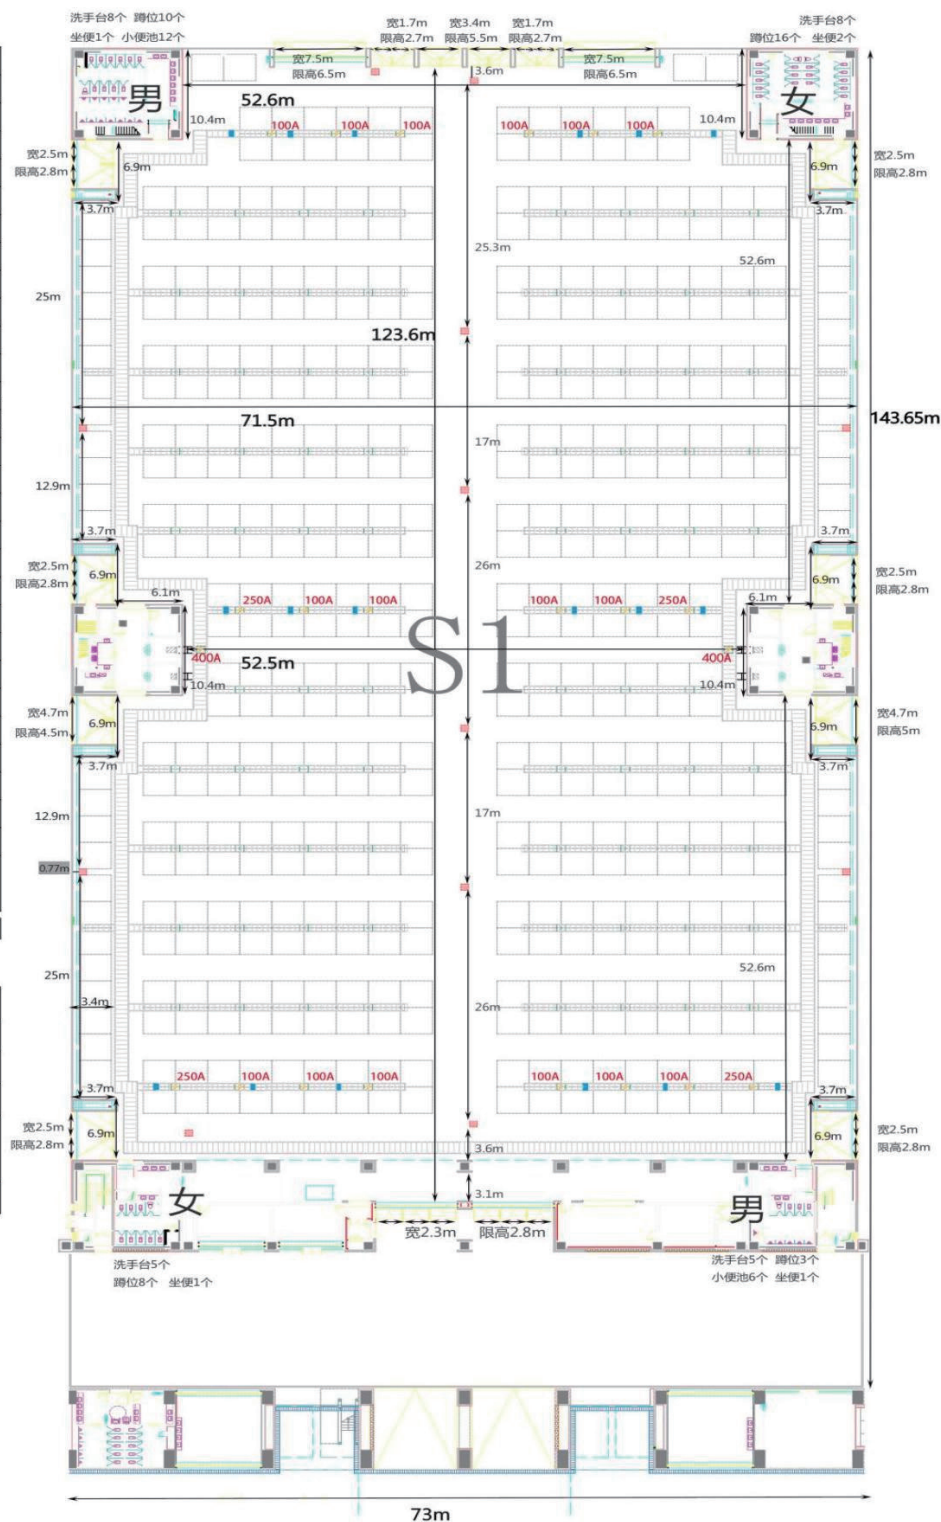 洗手台8个 蹲位10个
坐便1个 小便池12个
宽1.7m
限高2.7m
宽3.4m
限高5.5m
宽1.7m
限高2.7m
洗手台8个
蹲位16个 坐便2个
宽7.5m
限高6.5m
3.6m
宽7.5m
限高6.5m
男
女
52.6m
10.4m
10.4m
100A
100A
100A
100A
100A
100A
宽2.5m
限高2.8m
6.9m
6.9m
宽2.5m
限高2.8m
3.7m
3.7m
25.3m
52.6m
25m
123.6m
71.5m
143.65m
17m
12.9m
3.7m
3.7m
宽2.5m
限高2.8m
6.9m
26m
6.9m
宽2.5m
限高2.8m
6.1m
6.1m
250A
100A
100A
100A
100A
250A
S1
400A
52.5m
400A
10.4m
10.4m
宽4.7m
限高4.5m
6.9m
6.9m
宽4.7m
限高5m
3.7m
3.7m
12.9m
17m
0.77m
25m
52.6m
3.4m
26m
250A
100A
100A
100A
100A
100A
100A
250A
3.7m
3.7m
宽2.5m
限高2.8m
6.9m
6.9m
宽2.5m
限高2.8m
3.6m
3.1m
女
男
宽2.3m
限高2.8m
洗手台5个
蹲位8个 坐便1个
洗手台5个 蹲位3个
小便池6个 坐便1个
73m